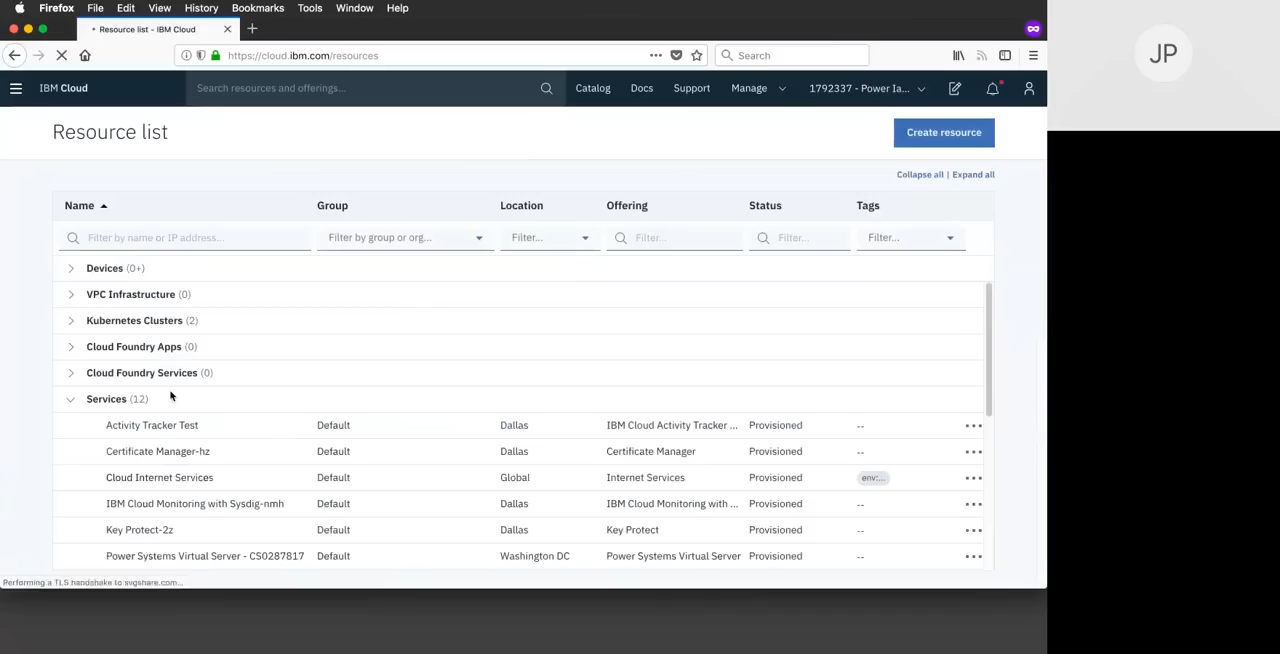 Firefox File Edit View History Bookmarks Tools Window Help
Resource list - IBM Cloud
https://cloud.ibm.com/resources
Search
IBM Cloud
Search resources and offerings...
Catalog Docs Support Manage 1792337 - Power Ia...
JP
Resource list
Create resource
Collapse all | Expand all
Name Group Location Offering Status Tags
Filter by name or IP address... Filter by group or org... Filter... Filter... Filter... Filter...
Devices (0+)
VPC Infrastructure (0)
Kubernetes Clusters (2)
Cloud Foundry Apps (0)
Cloud Foundry Services (0)
Services (12)
Activity Tracker Test Default Dallas IBM Cloud Activity Tracker ... Provisioned --
Certificate Manager-hz Default Dallas Certificate Manager Provisioned --
Cloud Internet Services Default Global Internet Services Provisioned env:...
IBM Cloud Monitoring with Sysdig-nmh Default Dallas IBM Cloud Monitoring with ... Provisioned --
Key Protect-2z Default Dallas Key Protect Provisioned --
Power Systems Virtual Server - CS0287817 Default Washington DC Power Systems Virtual Server Provisioned --
Performing a TLS handshake to svgshare.com...